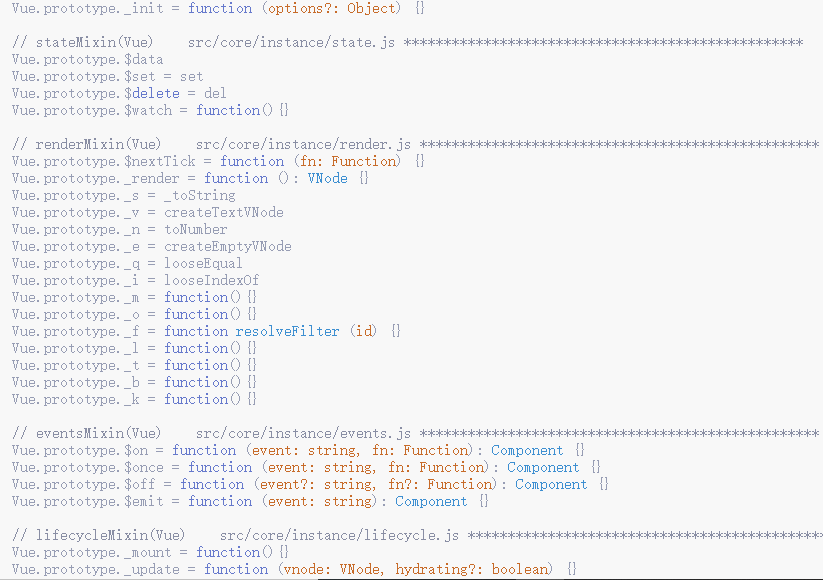 Vue.prototype._init = function (options?: Object) {}
// stateMixin(Vue)    src/core/instance/state.js **************************************************
Vue.prototype.$data
Vue.prototype.$set = set
Vue.prototype.$delete = del
Vue.prototype.$watch = function(){}
// renderMixin(Vue)    src/core/instance/render.js **************************************************
Vue.prototype.$nextTick = function (fn: Function) {}
Vue.prototype._render = function (): VNode {}
Vue.prototype._s = _toString
Vue.prototype._v = createTextVNode
Vue.prototype._n = toNumber
Vue.prototype._e = createEmptyVNode
Vue.prototype._q = looseEqual
Vue.prototype._i = looseIndexOf
Vue.prototype._m = function(){}
Vue.prototype._o = function(){}
Vue.prototype._f = function resolveFilter (id) {}
Vue.prototype._l = function(){}
Vue.prototype._t = function(){}
Vue.prototype._b = function(){}
Vue.prototype._k = function(){}
// eventsMixin(Vue)    src/core/instance/events.js **************************************************
Vue.prototype.$on = function (event: string, fn: Function): Component {}
Vue.prototype.$once = function (event: string, fn: Function): Component {}
Vue.prototype.$off = function (event?: string, fn?: Function): Component {}
Vue.prototype.$emit = function (event: string): Component {}
// lifecycleMixin(Vue)    src/core/instance/lifecycle.js *********************************************
Vue.prototype._mount = function(){}
Vue.prototype._update = function (vnode: VNode, hydrating?: boolean) {}